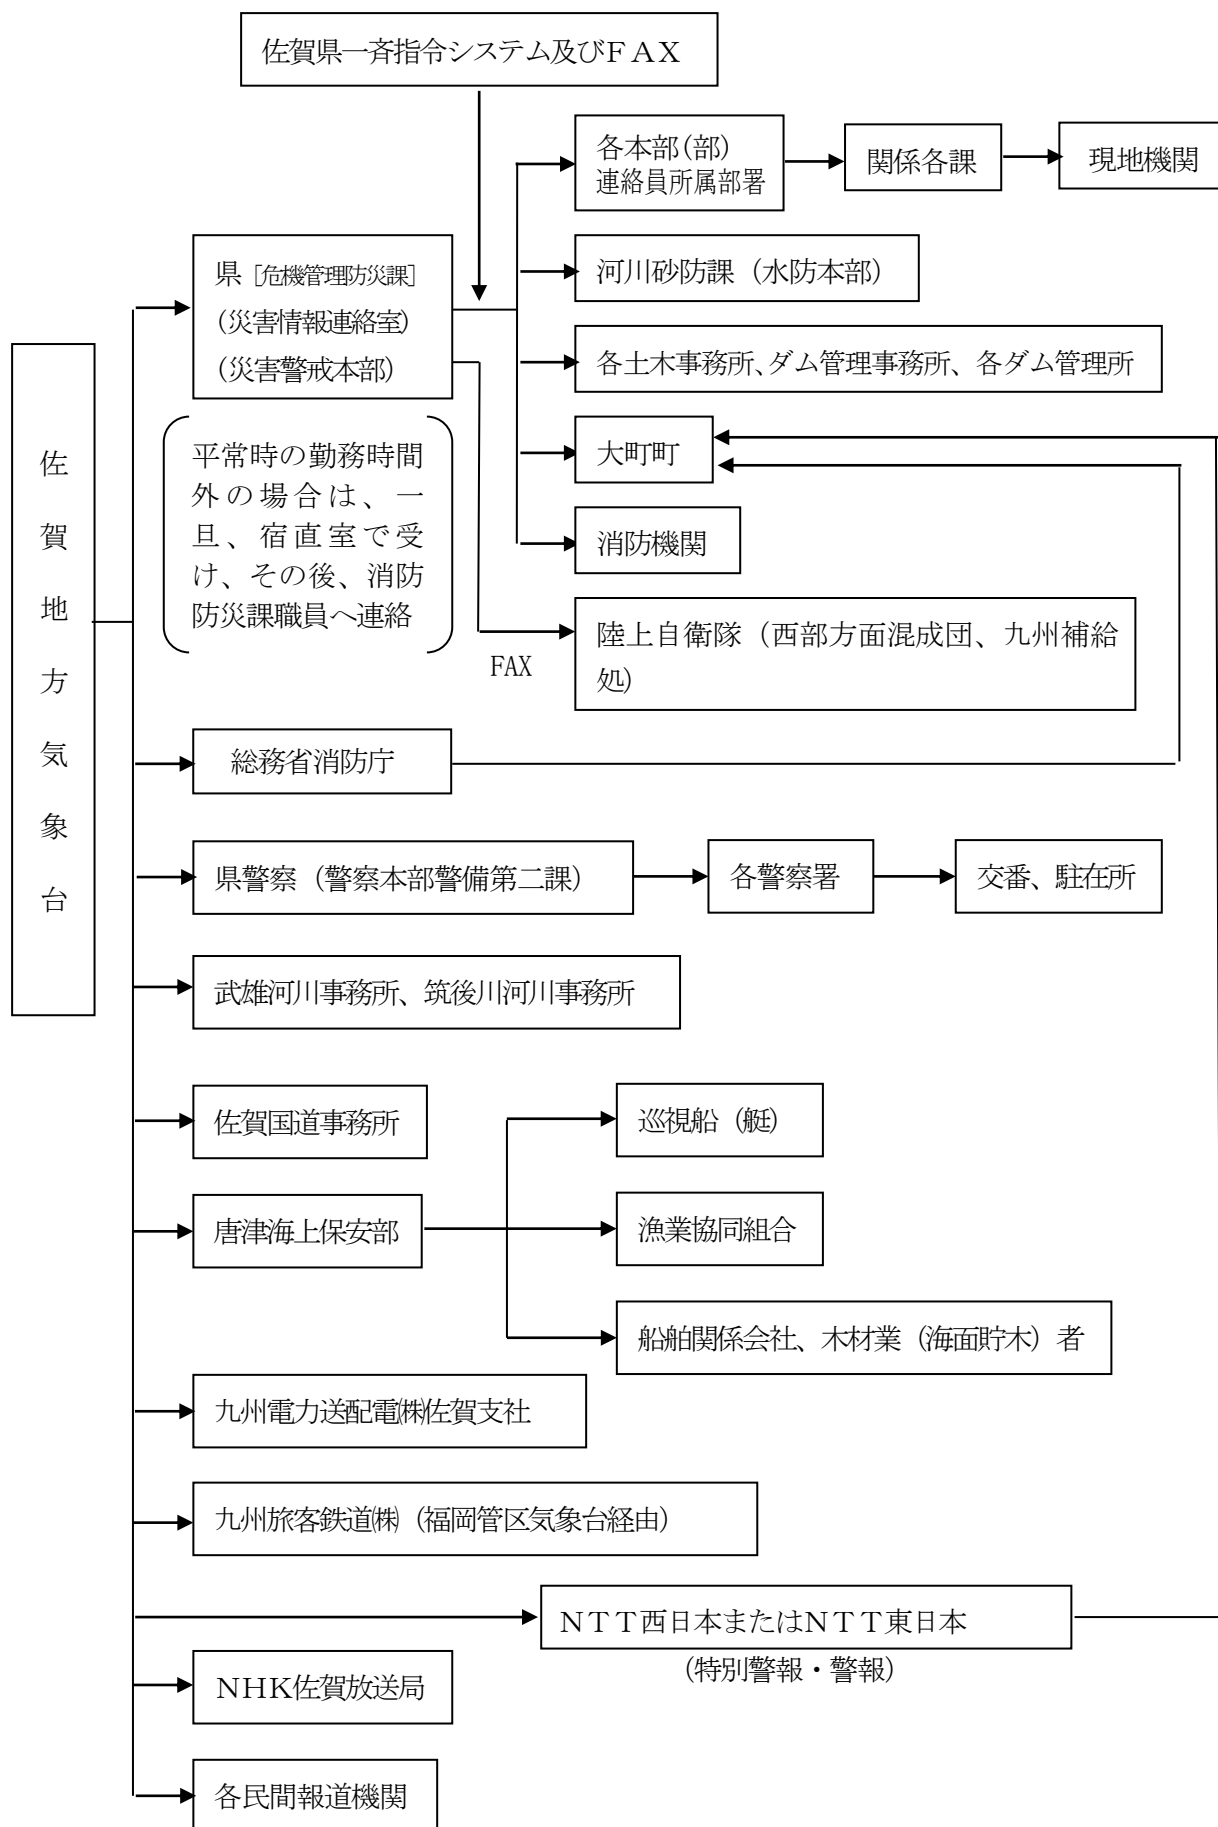 佐賀県一斉指令システム及びＦＡＸ
各本部(部)
連絡員所属部署
関係各課
現地機関
県［危機管理防災課］
（災害情報連絡室）
（災害警戒本部）
河川砂防課（水防本部）
各土木事務所、ダム管理事務所、各ダム管理所
大町町
消防機関
平常時の勤務時間
外の場合は、一
旦、宿直室で受
け、その後、消防
防災課職員へ連絡
佐賀地方気象台
FAX
陸上自衛隊（西部方面混成団、九州補給
処）
総務省消防庁
県警察（警察本部警備第二課）
各警察署
交番、駐在所
武雄河川事務所、筑後川河川事務所
佐賀国道事務所
巡視船（艇）
唐津海上保安部
漁業協同組合
船舶関係会社、木材業（海面貯木）者
九州電力送配電㈱佐賀支社
九州旅客鉄道㈱（福岡管区気象台経由）
ＮＴＴ西日本またはＮＴＴ東日本
（特別警報・警報）
NHK佐賀放送局
各民間報道機関